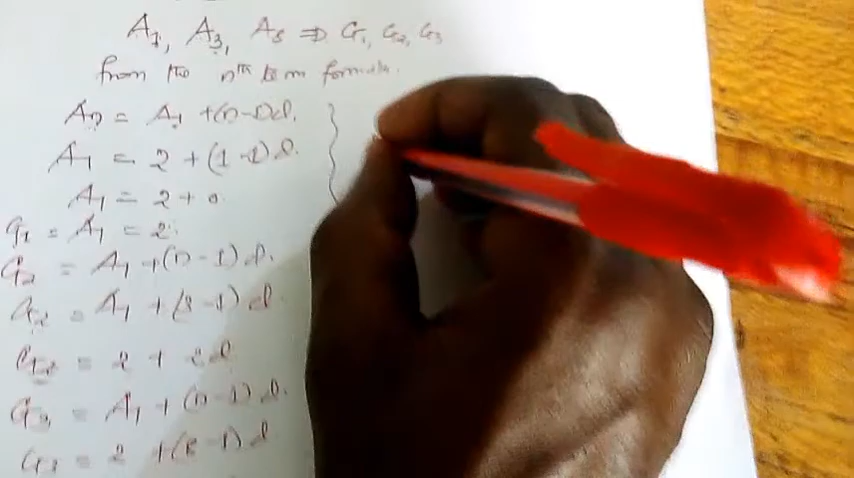 A1, A3, A5 ⇒ G1, G2, G3
from the nth term formula.
An = A1 + (n-1)d.
A1 = 2 + (1-1)d.
A1 = 2 + 0
G1 = A1 = 2.
G2 = A1 + (n-1)d.
G2 = A1 + (3-1)d.
G2 = 2 + 2d
G3 = A1 + (n-1)d.
G3 = 2 + (5-1)d